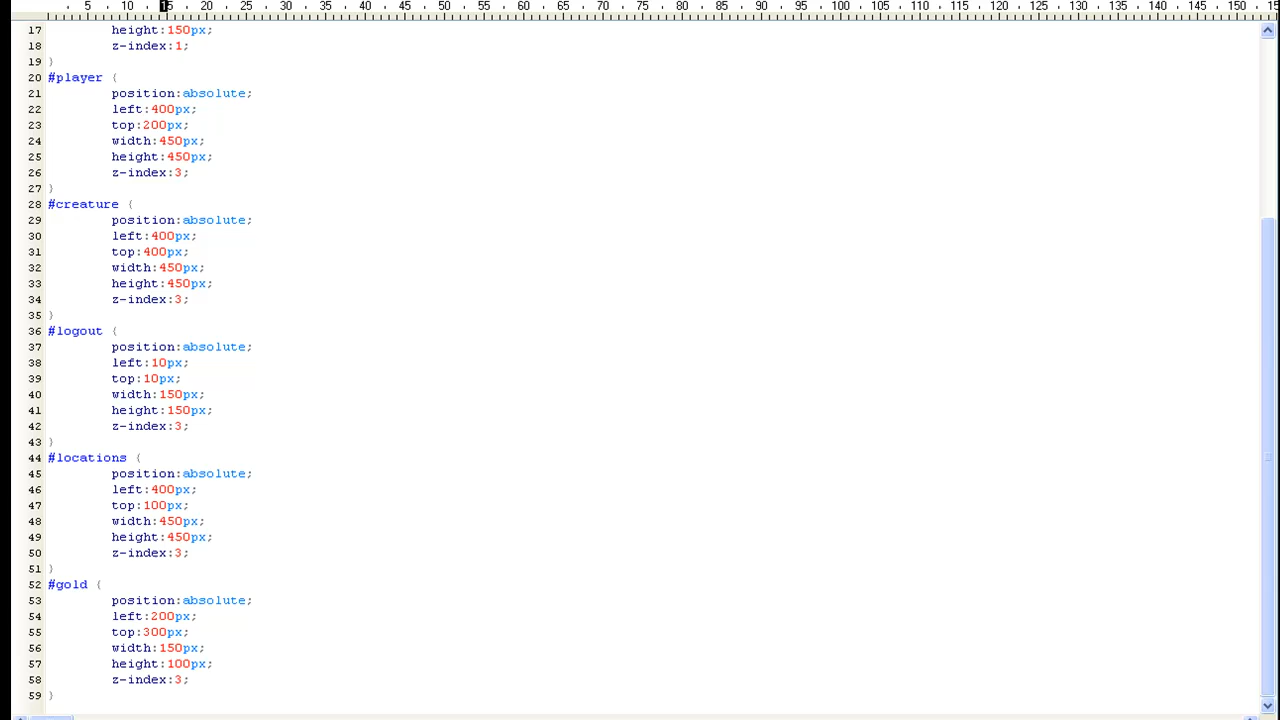 5 10 15 20 25 30 35 40 45 50 55 60 65 70 75 80 85 90 95 100 105 110 115 120 125 130 135 140 145 150 15
17 height:150px;
18 z-index:1;
19 }
20 #player {
21 position:absolute;
22 left:400px;
23 top:200px;
24 width:450px;
25 height:450px;
26 z-index:3;
27 }
28 #creature {
29 position:absolute;
30 left:400px;
31 top:400px;
32 width:450px;
33 height:450px;
34 z-index:3;
35 }
36 #logout {
37 position:absolute;
38 left:10px;
39 top:10px;
40 width:150px;
41 height:150px;
42 z-index:3;
43 }
44 #locations {
45 position:absolute;
46 left:400px;
47 top:100px;
48 width:450px;
49 height:450px;
50 z-index:3;
51 }
52 #gold {
53 position:absolute;
54 left:200px;
55 top:300px;
56 width:150px;
57 height:100px;
58 z-index:3;
59 }